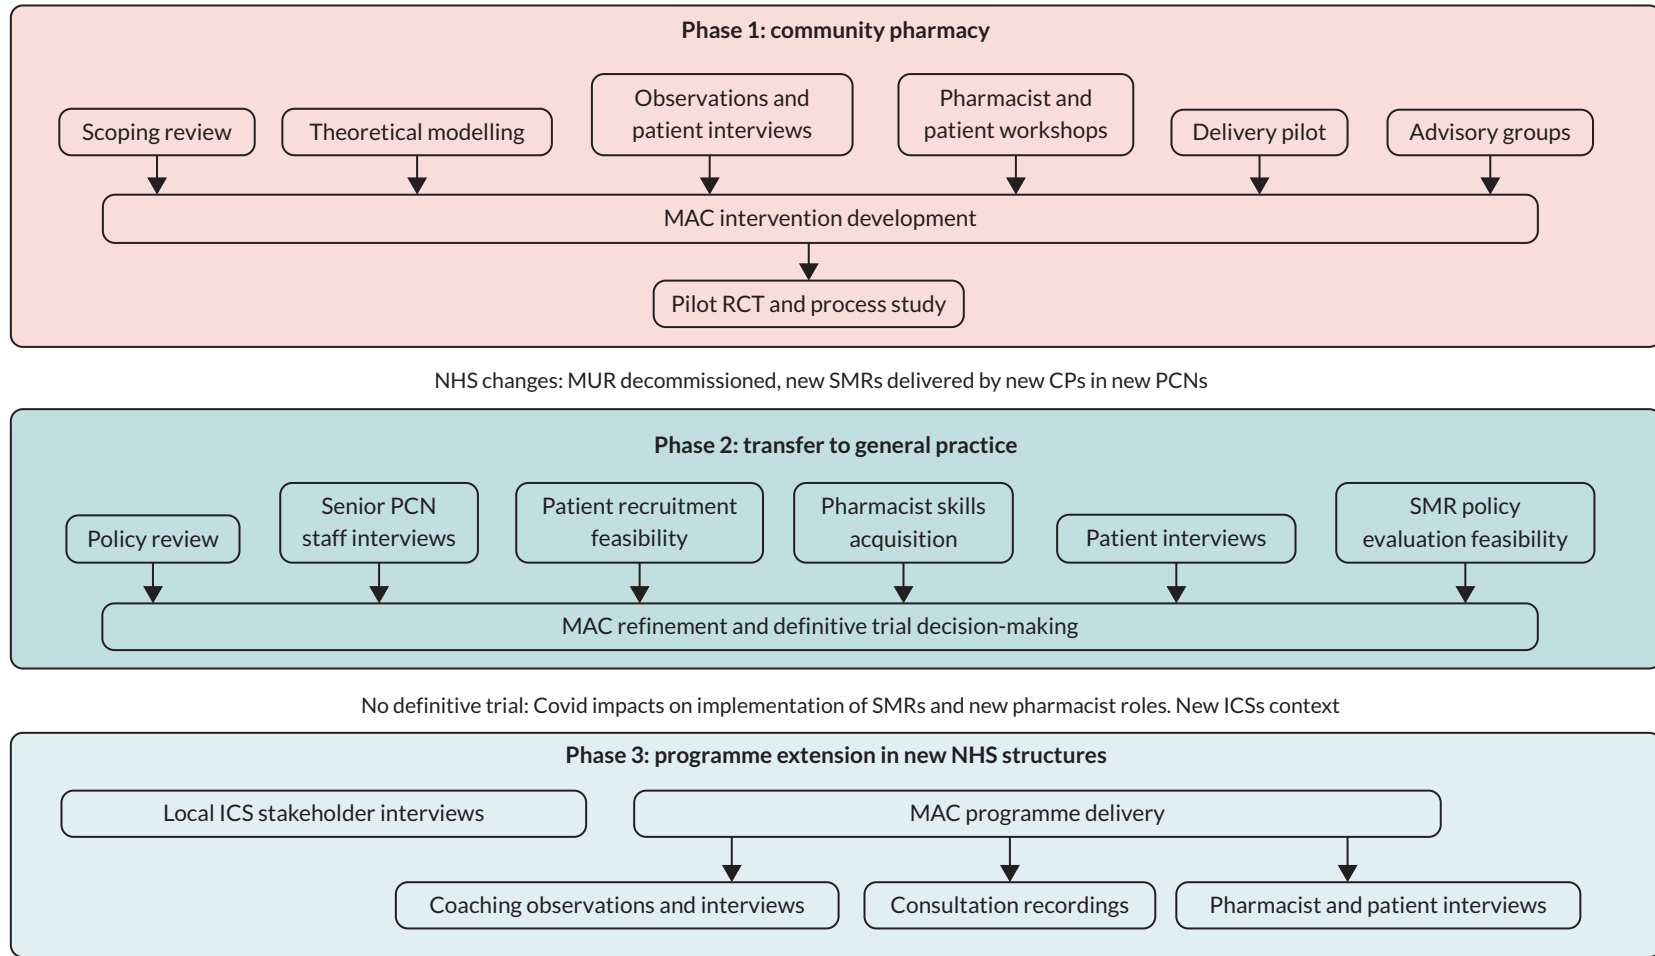 Phase 1: community pharmacy
Scoping review
Theoretical modelling
Observations and
patient interviews
Pharmacist and
patient workshops
Delivery pilot
Advisory groups
MAC intervention development
Pilot RCT and process study
NHS changes: MUR decommissioned, new SMRs delivered by new CPs in new PCNs
Phase 2: transfer to general practice
Policy review
Senior PCN
staff interviews
Patient recruitment
feasibility
Pharmacist skills
acquisition
Patient interviews
SMR policy
evaluation feasibility
MAC refinement and definitive trial decision-making
No definitive trial: Covid impacts on implementation of SMRs and new pharmacist roles. New ICSs context
Phase 3: programme extension in new NHS structures
Local ICS stakeholder interviews
MAC programme delivery
Coaching observations and interviews
Consultation recordings
Pharmacist and patient interviews